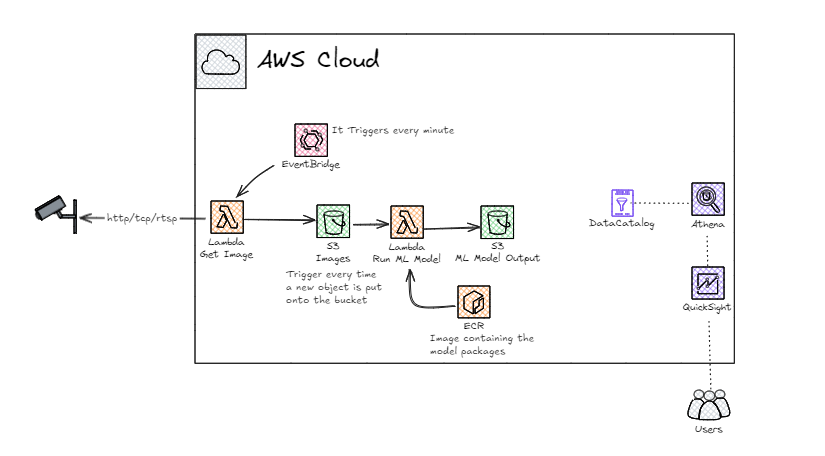 AWS Cloud
It Triggers every minute
EventBridge
http/tcp/rtsp
Lambda
Get Image
S3
Images
Trigger every time
a new object is put
onto the bucket
Lambda
Run ML Model
S3
ML Model Output
ECR
Image containing the
model packages
DataCatalog
Athena
QuickSight
Users